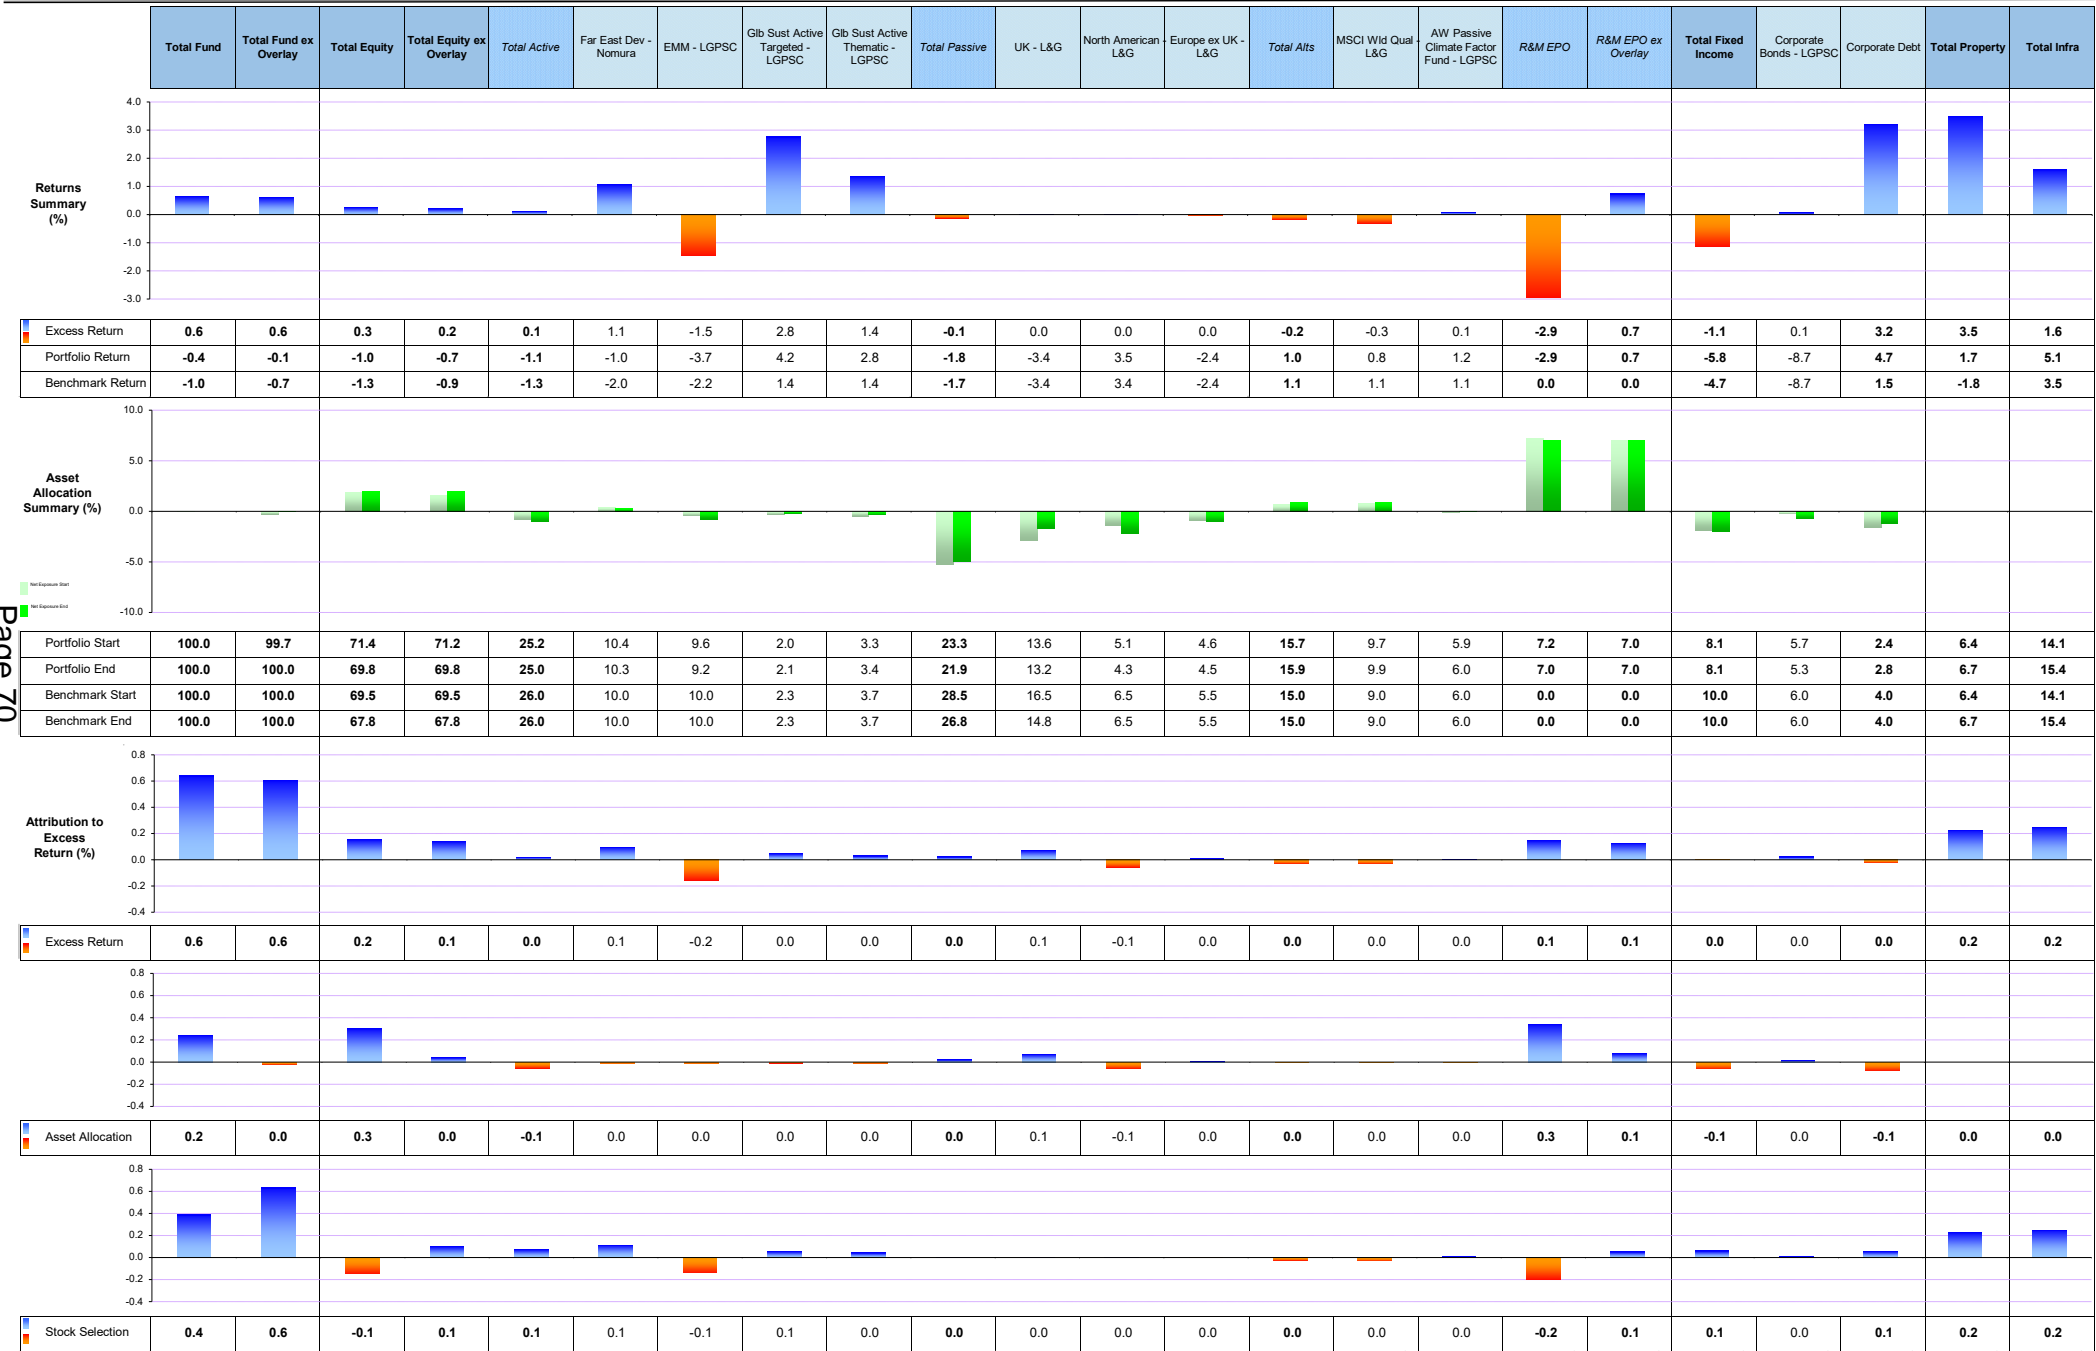 Total Fund
Total Fund ex Overlay
Total Equity
Total Equity ex Overlay
Total Active
Far East Dev - Nomura
EMM - LGPSC
Glb Sust Active Targeted - LGPSC
Glb Sust Active Thematic - LGPSC
Total Passive
UK - L&G
North American - L&G
Europe ex UK - L&G
Total Alts
MSCI Wld Qual - L&G
AW Passive Climate Factor Fund - LGPSC
R&M EPO
R&M EPO ex Overlay
Total Fixed Income
Corporate Bonds - LGPSC
Corporate Debt
Total Property
Total Infra
Returns Summary (%)
4.0
3.0
2.0
1.0
0.0
-1.0
-2.0
-3.0
Excess Return 0.6 0.6 0.3 0.2 0.1 1.1 -1.5 2.8 1.4 -0.1 0.0 0.0 0.0 -0.2 -0.3 0.1 -2.9 0.7 -1.1 0.1 3.2 3.5 1.6
Portfolio Return -0.4 -0.1 -1.0 -0.7 -1.1 -1.0 -3.7 4.2 2.8 -1.8 -3.4 3.5 -2.4 1.0 0.8 1.2 -2.9 0.7 -5.8 -8.7 4.7 1.7 5.1
Benchmark Return -1.0 -0.7 -1.3 -0.9 -1.3 -2.0 -2.2 1.4 1.4 -1.7 -3.4 3.4 -2.4 1.1 1.1 1.1 0.0 0.0 -4.7 -8.7 1.5 -1.8 3.5
Asset Allocation Summary (%)
10.0
5.0
0.0
-5.0
-10.0
Net Exposure Start
Net Exposure End
Page 70
Portfolio Start 100.0 99.7 71.4 71.2 25.2 10.4 9.6 2.0 3.3 23.3 13.6 5.1 4.6 15.7 9.7 5.9 7.2 7.0 8.1 5.7 2.4 6.4 14.1
Portfolio End 100.0 100.0 69.8 69.8 25.0 10.3 9.2 2.1 3.4 21.9 13.2 4.3 4.5 15.9 9.9 6.0 7.0 7.0 8.1 5.3 2.8 6.7 15.4
Benchmark Start 100.0 100.0 69.5 69.5 26.0 10.0 10.0 2.3 3.7 28.5 16.5 6.5 5.5 15.0 9.0 6.0 0.0 0.0 10.0 6.0 4.0 6.4 14.1
Benchmark End 100.0 100.0 67.8 67.8 26.0 10.0 10.0 2.3 3.7 26.8 14.8 6.5 5.5 15.0 9.0 6.0 0.0 0.0 10.0 6.0 4.0 6.7 15.4
Attribution to Excess Return (%)
0.8
0.6
0.4
0.2
0.0
-0.2
-0.4
Excess Return 0.6 0.6 0.2 0.1 0.0 0.1 -0.2 0.0 0.0 0.0 0.1 -0.1 0.0 0.0 0.0 0.0 0.1 0.1 0.0 0.0 0.0 0.2 0.2
0.8
0.6
0.4
0.2
0.0
-0.2
-0.4
Asset Allocation 0.2 0.0 0.3 0.0 -0.1 0.0 0.0 0.0 0.0 0.0 0.1 -0.1 0.0 0.0 0.0 0.0 0.3 0.1 -0.1 0.0 -0.1 0.0 0.0
0.8
0.6
0.4
0.2
0.0
-0.2
-0.4
Stock Selection 0.4 0.6 -0.1 0.1 0.1 0.1 -0.1 0.1 0.0 0.0 0.0 0.0 0.0 0.0 0.0 0.0 -0.2 0.1 0.1 0.0 0.1 0.2 0.2